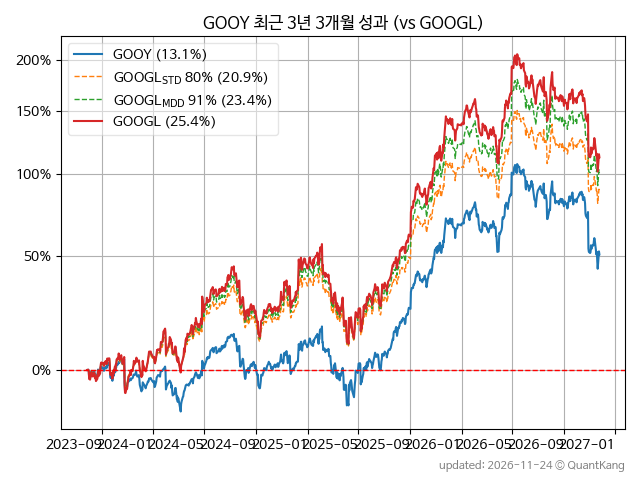 GOOY 최근 3년 3개월 성과 (vs GOOGL)
GOOY (13.1%)
GOOGLSTD 80% (20.9%)
GOOGLMDD 91% (23.4%)
GOOGL (25.4%)
200%
150%
100%
50%
0%
2023-09 2024-01 2024-05 2024-09 2025-01 2025-05 2025-09 2026-01 2026-05 2026-09 2027-01
updated: 2026-11-24 © QuantKang